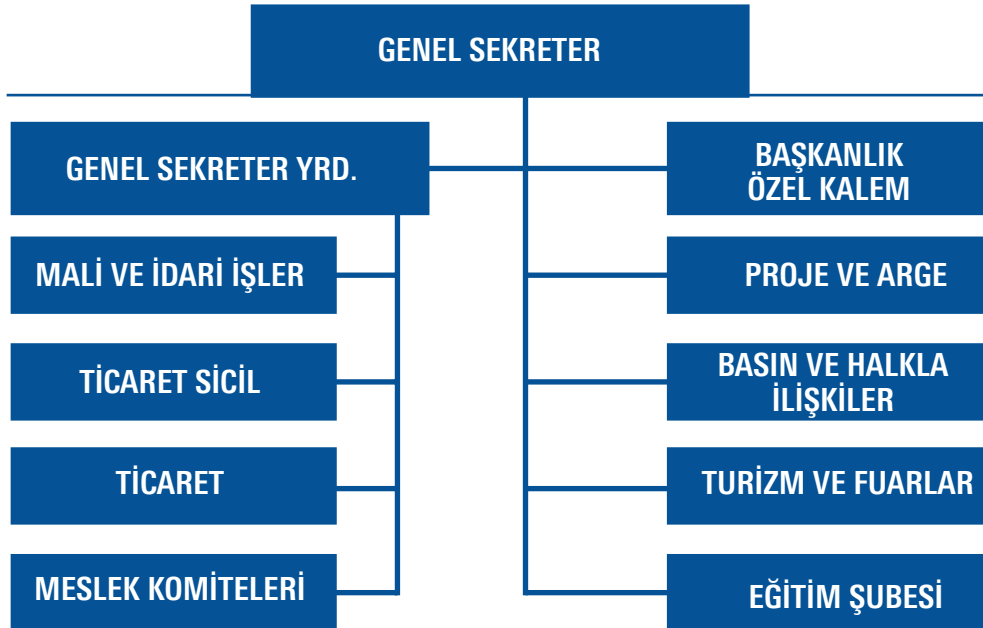 GENEL SEKRETER
GENEL SEKRETER YRD.
BAŞKANLIK
ÖZEL KALEM
MALİ VE İDARİ İŞLER
PROJE VE ARGE
TİCARET SİCİL
BASIN VE HALKLA
İLİŞKİLER
TİCARET
TURİZM VE FUARLAR
MESLEK KOMİTELERİ
EĞİTİM ŞUBESİ